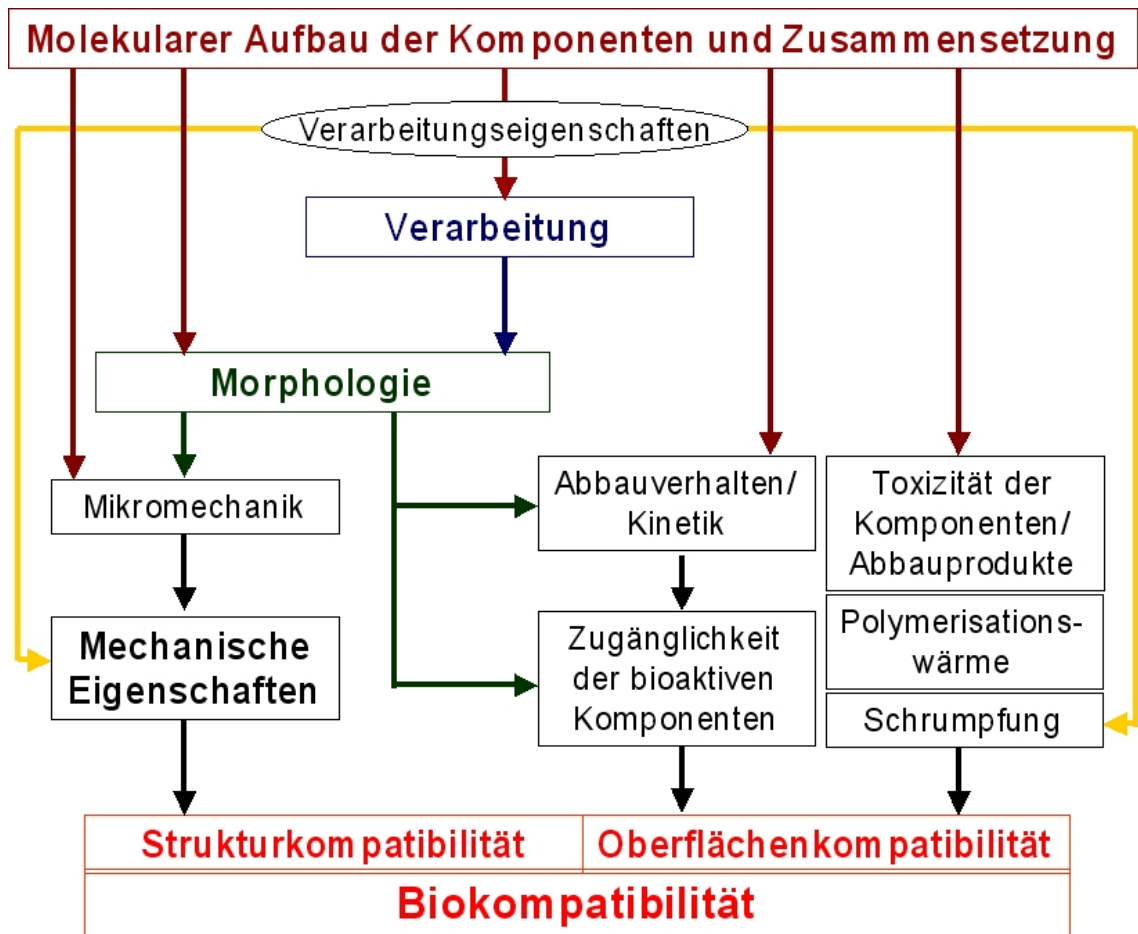 Molekularer Aufbau der Komponenten und Zusammensetzung
Verarbeitungseigenschaften
Verarbeitung
Morphologie
Mikromechanik
Mechanische
Eigenschaften
Abbauverhalten/
Kinetik
Zugänglichkeit
der bioaktiven
Komponenten
Toxizität der
Komponenten/
Abbauprodukte
Polymerisations-
wärme
Schrumpfung
Strukturkompatibilität
Oberflächenkompatibilität
Biokompatibilität